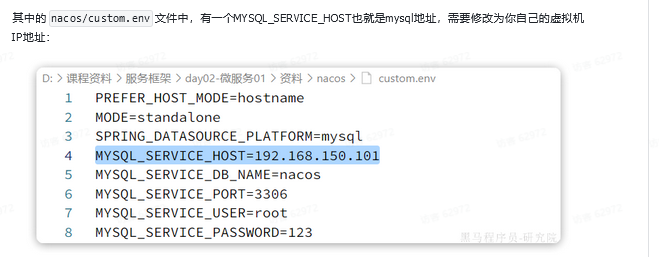 其中的 nacos/custom.env 文件中，有一个MYSQL_SERVICE_HOST也就是mysql地址，需要修改为你自己的虚拟机
IP地址：
D: > 课程资料 > 服务框架 > day02-微服务01 > 资料 > nacos > custom.env
1 PREFER_HOST_MODE=hostname
2 MODE=standalone
3 SPRING_DATASOURCE_PLATFORM=mysql
4 MYSQL_SERVICE_HOST=192.168.150.101
5 MYSQL_SERVICE_DB_NAME=nacos
6 MYSQL_SERVICE_PORT=3306
7 MYSQL_SERVICE_USER=root
8 MYSQL_SERVICE_PASSWORD=123
黑马程序员-研究院